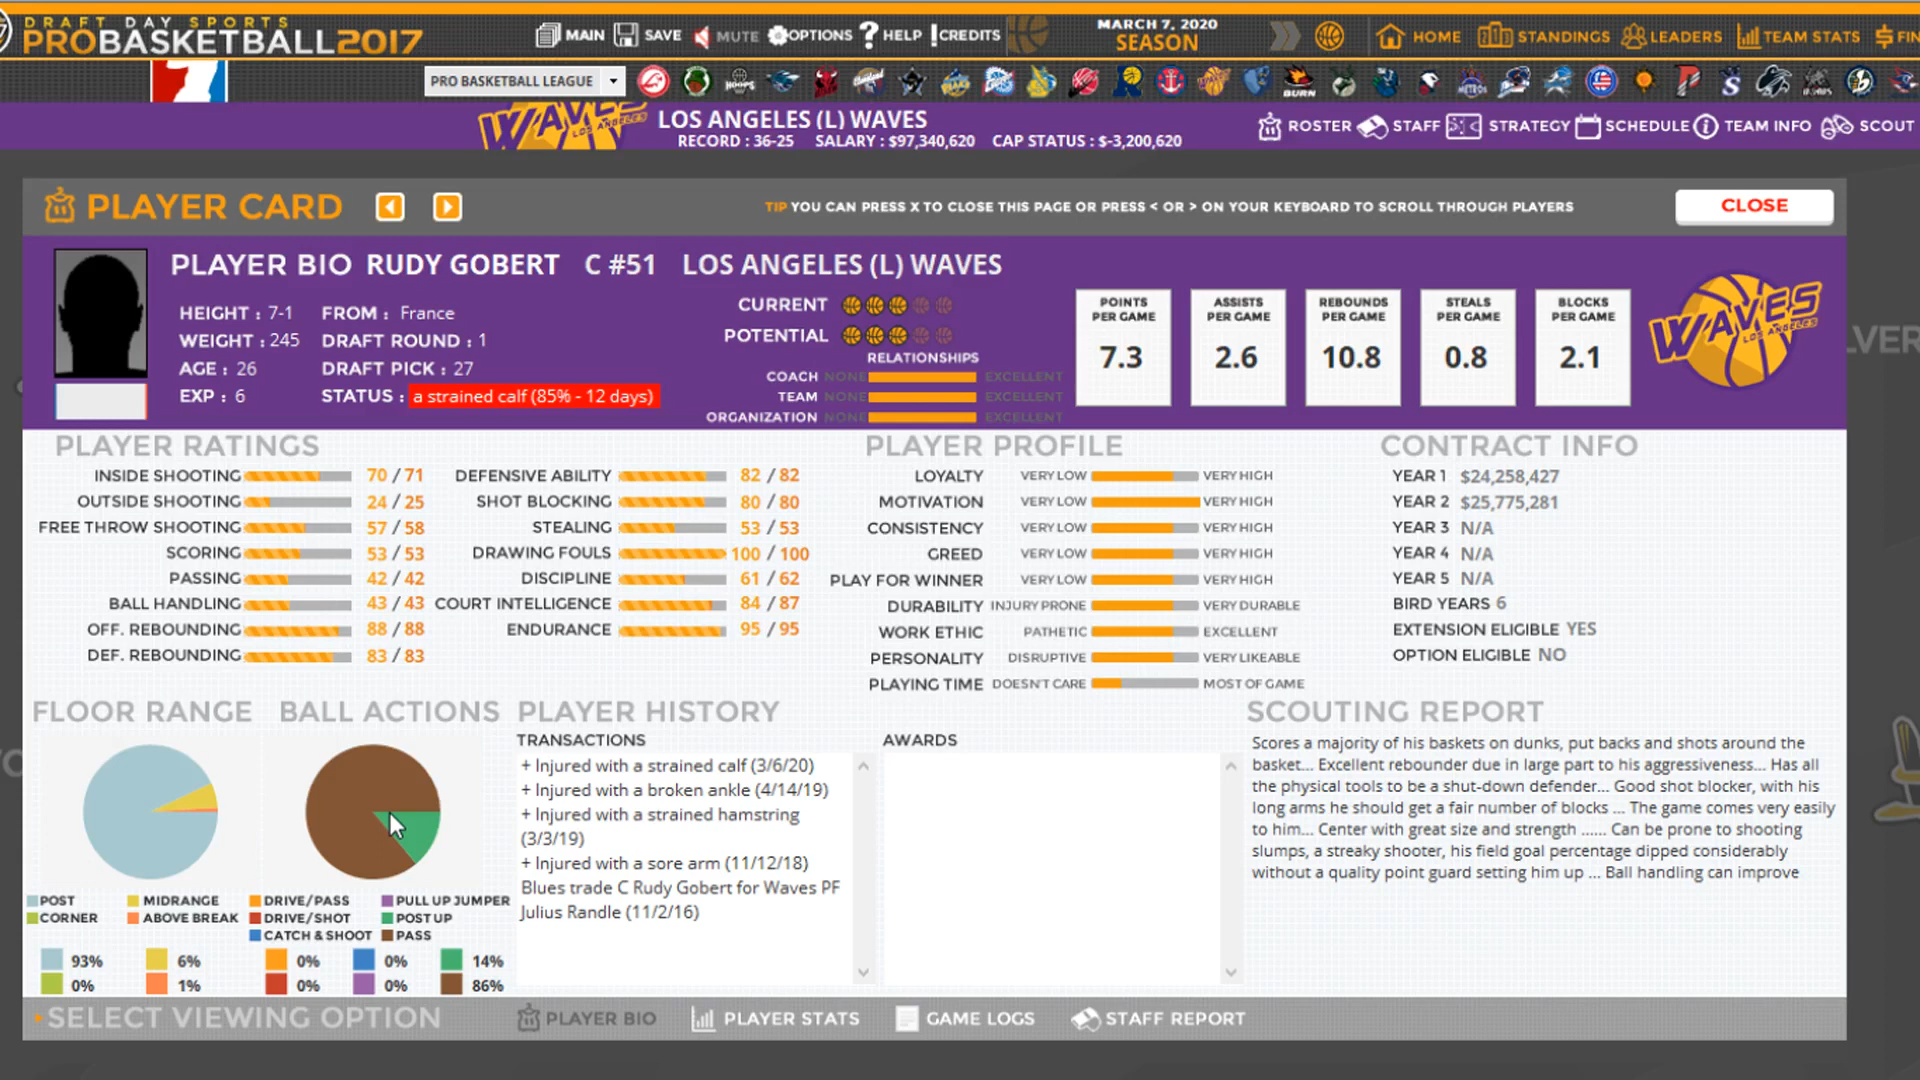 DRAFT DAY SPORTS
PROBASKETBALL2017
MAIN SAVE MUTE OPTIONS HELP CREDITS
MARCH 7, 2020
SEASON
HOME STANDINGS LEADERS TEAM STATS FIN
PRO BASKETBALL LEAGUE
WAVES
LOS ANGELES
LOS ANGELES (L) WAVES
RECORD : 36-25 SALARY : $97,340,620 CAP STATUS : $-3,200,620
ROSTER STAFF STRATEGY SCHEDULE TEAM INFO SCOUT
PLAYER CARD
TIP YOU CAN PRESS X TO CLOSE THIS PAGE OR PRESS < OR > ON YOUR KEYBOARD TO SCROLL THROUGH PLAYERS
CLOSE
PLAYER BIO RUDY GOBERT C #51 LOS ANGELES (L) WAVES
HEIGHT : 7-1 FROM : France
WEIGHT : 245 DRAFT ROUND : 1
AGE : 26 DRAFT PICK : 27
EXP : 6 STATUS : a strained calf (85% - 12 days)
CURRENT
POTENTIAL
RELATIONSHIPS
COACH NONE EXCELLENT
TEAM NONE EXCELLENT
ORGANIZATION NONE EXCELLENT
POINTS PER GAME 7.3
ASSISTS PER GAME 2.6
REBOUNDS PER GAME 10.8
STEALS PER GAME 0.8
BLOCKS PER GAME 2.1
WAVES
LOS ANGELES
PLAYER RATINGS
INSIDE SHOOTING 70 / 71
OUTSIDE SHOOTING 24 / 25
FREE THROW SHOOTING 57 / 58
SCORING 53 / 53
PASSING 42 / 42
BALL HANDLING 43 / 43
OFF. REBOUNDING 88 / 88
DEF. REBOUNDING 83 / 83
DEFENSIVE ABILITY 82 / 82
SHOT BLOCKING 80 / 80
STEALING 53 / 53
DRAWING FOULS 100 / 100
DISCIPLINE 61 / 62
COURT INTELLIGENCE 84 / 87
ENDURANCE 95 / 95
PLAYER PROFILE
LOYALTY VERY LOW VERY HIGH
MOTIVATION VERY LOW VERY HIGH
CONSISTENCY VERY LOW VERY HIGH
GREED VERY LOW VERY HIGH
PLAY FOR WINNER VERY LOW VERY HIGH
DURABILITY INJURY PRONE VERY DURABLE
WORK ETHIC PATHETIC EXCELLENT
PERSONALITY DISRUPTIVE VERY LIKEABLE
PLAYING TIME DOESN'T CARE MOST OF GAME
CONTRACT INFO
YEAR 1 $24,258,427
YEAR 2 $25,775,281
YEAR 3 N/A
YEAR 4 N/A
YEAR 5 N/A
BIRD YEARS 6
EXTENSION ELIGIBLE YES
OPTION ELIGIBLE NO
FLOOR RANGE
POST MIDRANGE
CORNER ABOVE BREAK
93% 6%
0% 1%
BALL ACTIONS
DRIVE/PASS PULL UP JUMPER
DRIVE/SHOT POST UP
CATCH & SHOOT PASS
0% 0% 14%
0% 0% 86%
PLAYER HISTORY
TRANSACTIONS
+ Injured with a strained calf (3/6/20)
+ Injured with a broken ankle (4/14/19)
+ Injured with a strained hamstring
(3/3/19)
+ Injured with a sore arm (11/12/18)
Blues trade C Rudy Gobert for Waves PF
Julius Randle (11/2/16)
AWARDS
SCOUTING REPORT
Scores a majority of his baskets on dunks, put backs and shots around the
basket... Excellent rebounder due in large part to his aggressiveness... Has all
the physical tools to be a shut-down defender... Good shot blocker, with his
long arms he should get a fair number of blocks ... The game comes very easily
to him... Center with great size and strength ...... Can be prone to shooting
slumps, a streaky shooter, his field goal percentage dipped considerably
without a quality point guard setting him up ... Ball handling can improve
SELECT VIEWING OPTION
PLAYER BIO PLAYER STATS GAME LOGS STAFF REPORT